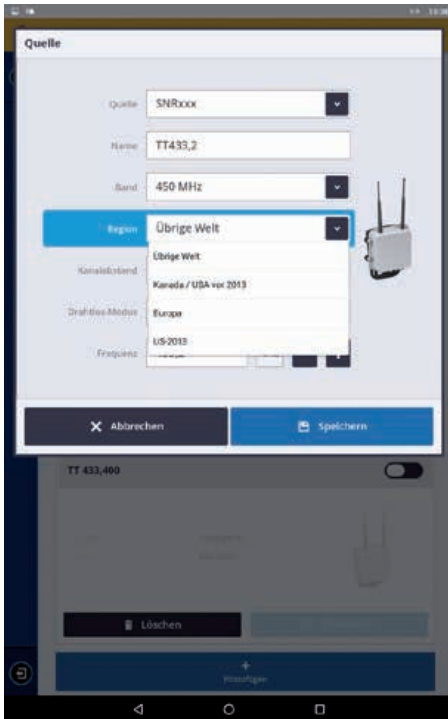 Quelle
Quelle SNRxxx
Name TT433,2
Band 450 MHz
Region Übrige Welt
Kanalabstand
Übrige Welt
Kanada / USA vor 2013
Drahtlos-Modus
Europa
US-2013
Frequenz
Abbrechen
Speichern
TT 433,400
Löschen
Hinzufügen